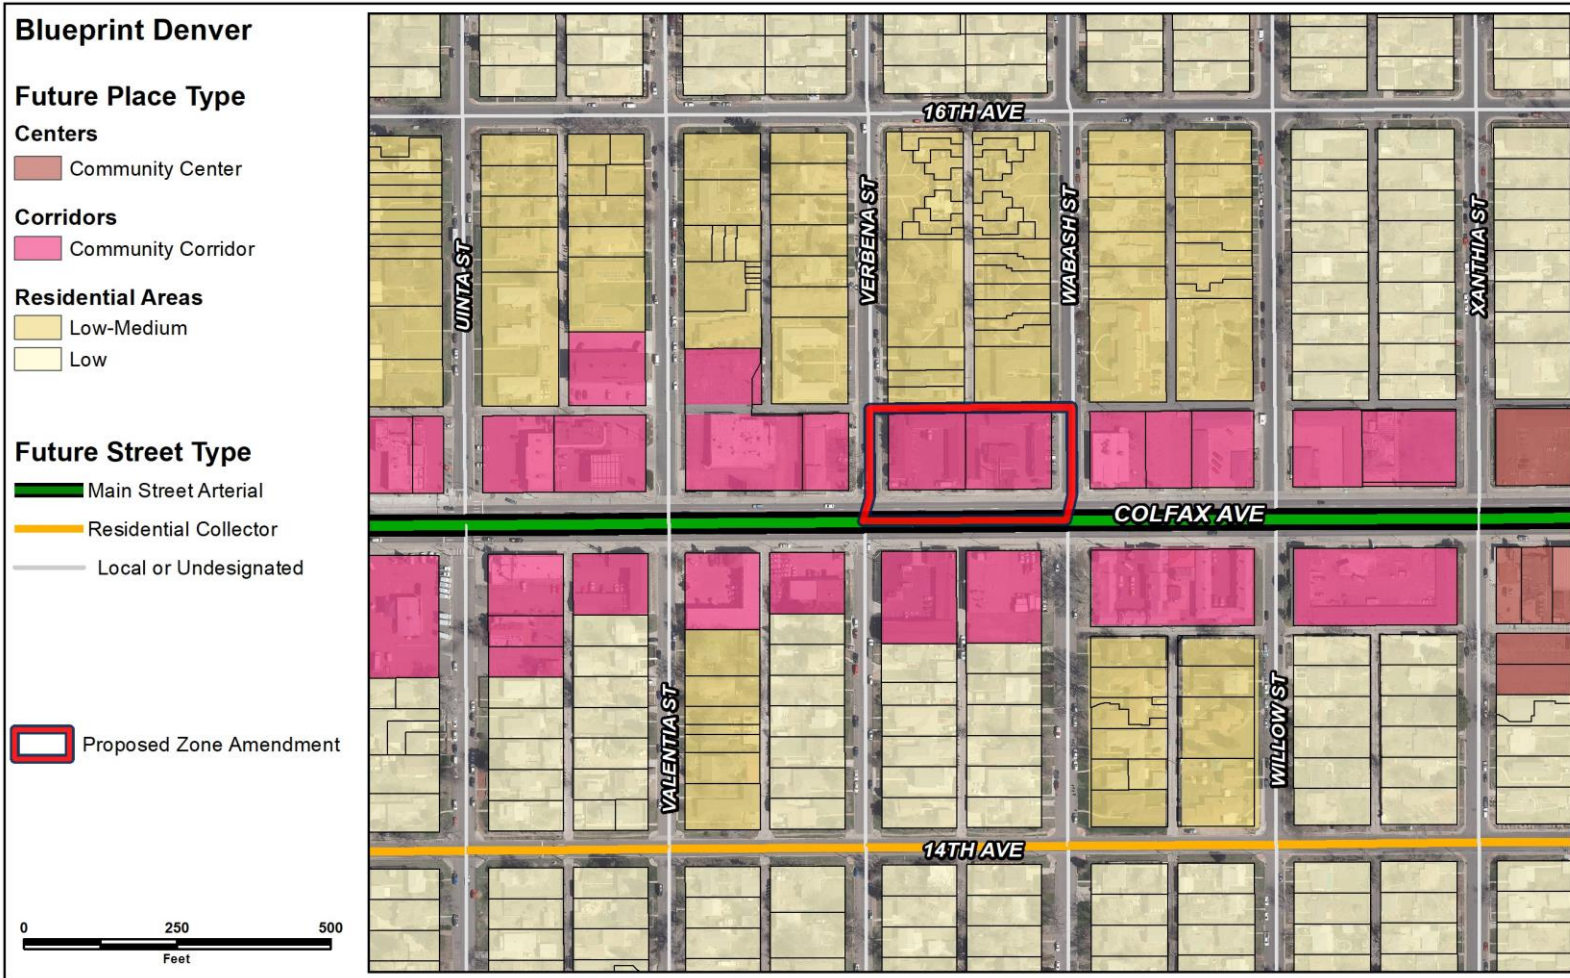 Blueprint Denver
Future Place Type
Centers
Community Center
Corridors
Community Corridor
Residential Areas
Low-Medium
Low
Future Street Type
Main Street Arterial
Residential Collector
Local or Undesignated
Proposed Zone Amendment
0 250 500
Feet
16TH AVE
UINTA ST
VERBENA ST
WABASH ST
XANTHIA ST
COLFAX AVE
VALENTIA ST
WILLOW ST
14TH AVE